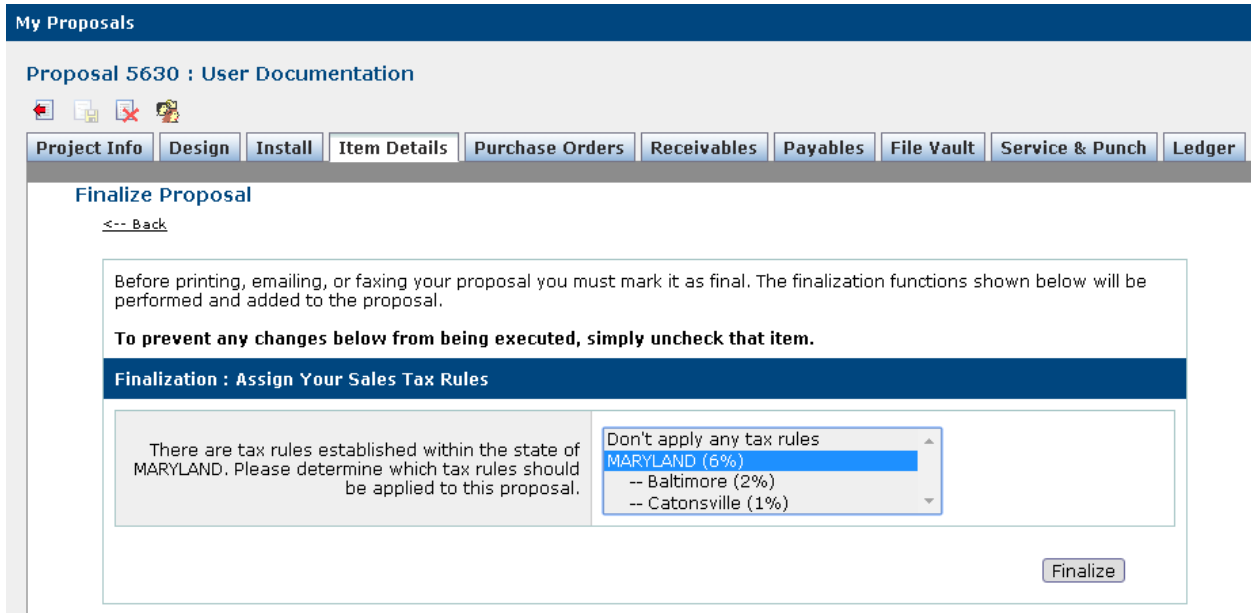 My Proposals
Proposal 5630 : User Documentation
Project Info Design Install Item Details Purchase Orders Receivables Payables File Vault Service & Punch Ledger
Finalize Proposal
<-- Back
Before printing, emailing, or faxing your proposal you must mark it as final. The finalization functions shown below will be
performed and added to the proposal.
To prevent any changes below from being executed, simply uncheck that item.
Finalization : Assign Your Sales Tax Rules
There are tax rules established within the state of
MARYLAND. Please determine which tax rules should
be applied to this proposal.
Don't apply any tax rules
MARYLAND (6%)
-- Baltimore (2%)
-- Catonsville (1%)
Finalize